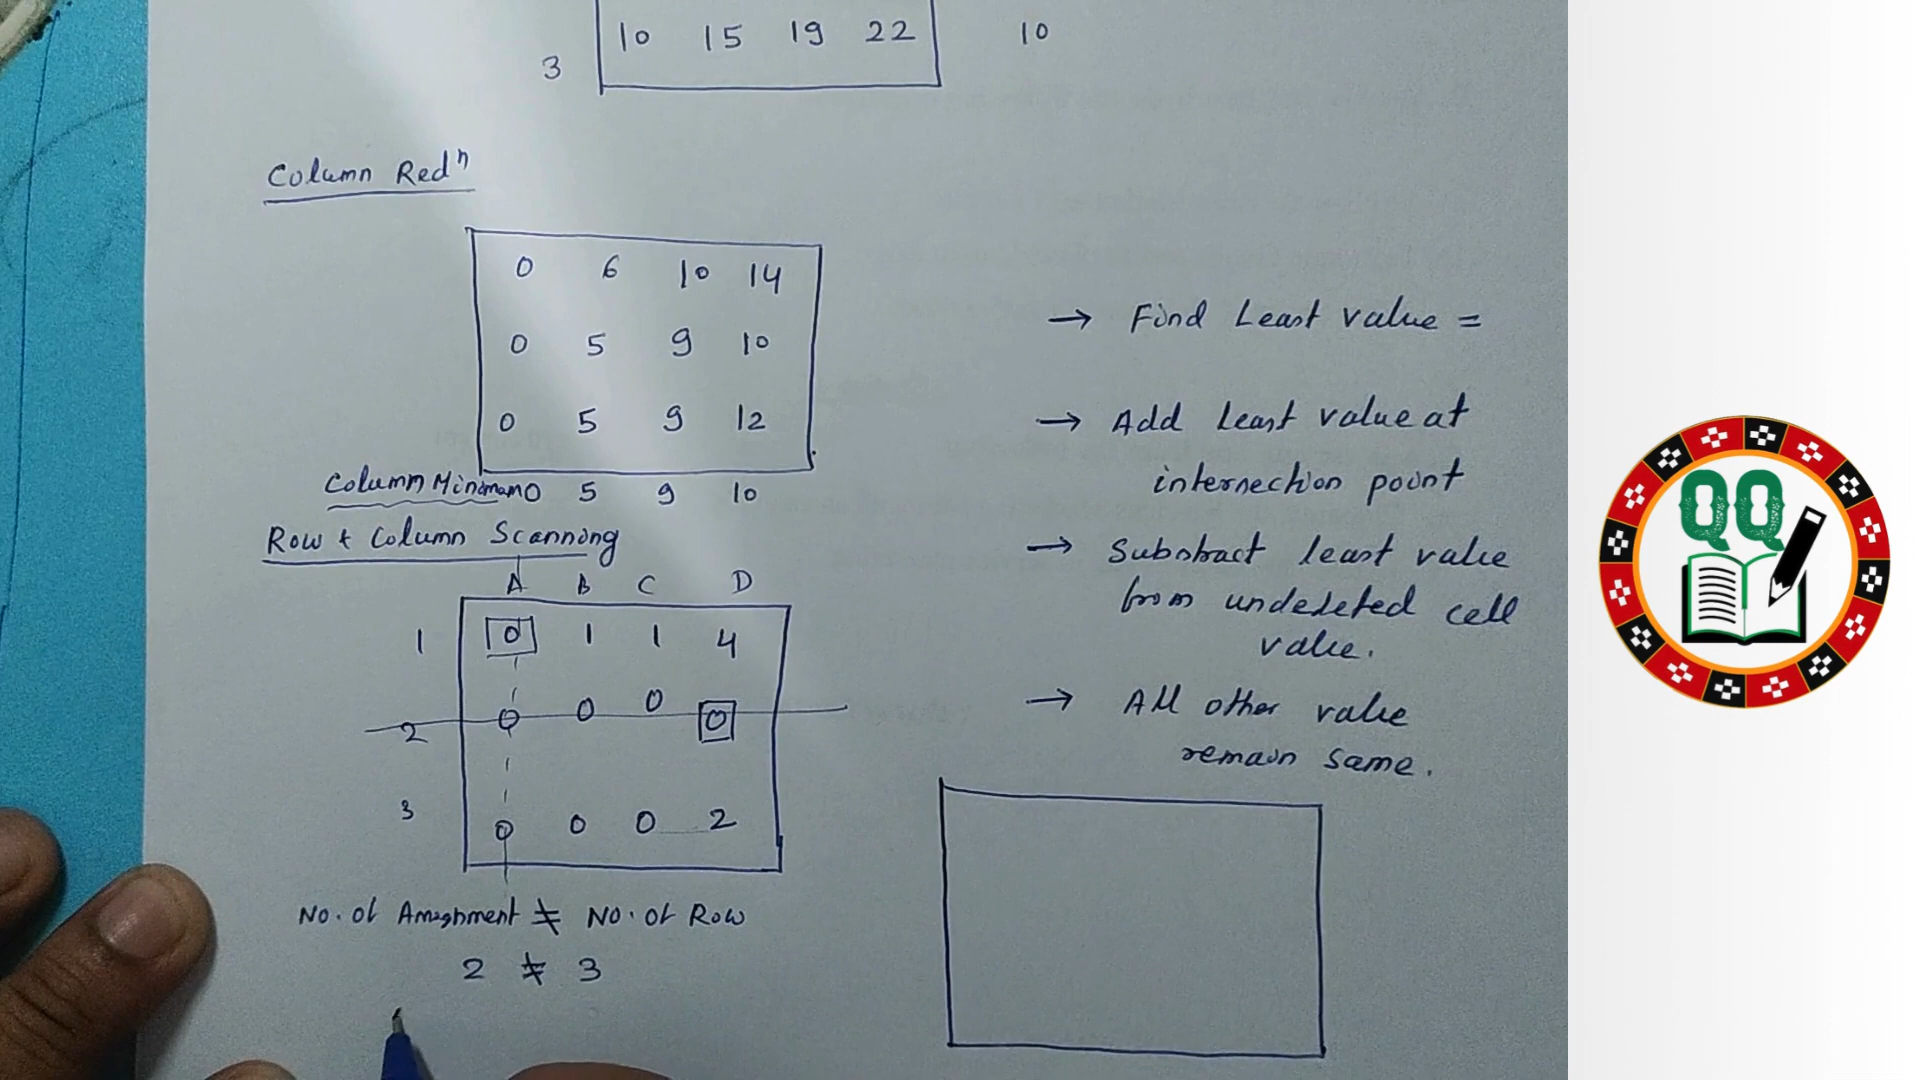 10 15 19 22 10
3
Column Redⁿ
0 6 10 14
0 5 9 10
0 5 9 12
Column Minimam 0 5 9 10
Row & Column Scanning
A B C D
1 0 1 1 4
2 0 0 0 0
3 0 0 0 2
No. of Assignment ≠ No. of Row
2 ≠ 3
→ Find Least value =
→ Add Least value at
intersection point
→ Substract least value
from undeleted cell
value.
→ All other value
remain same.
QQ